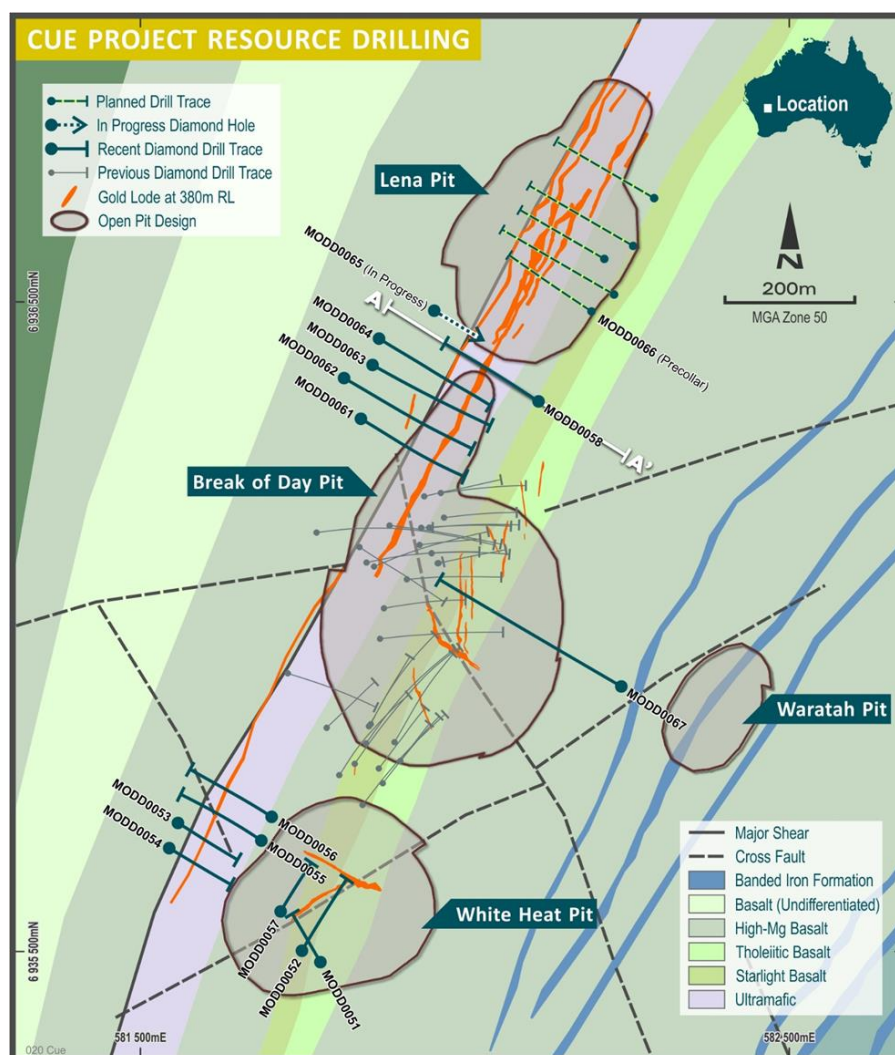 CUE PROJECT RESOURCE DRILLING
Planned Drill Trace
In Progress Diamond Hole
Recent Diamond Drill Trace
Previous Diamond Drill Trace
Gold Lode at 380m RL
Open Pit Design
Location
N
200m
MGA Zone 50
Lena Pit
MODD0065 (In Progress)
6 936 500mN
A
MODD0064
MODD0063
MODD0062
MODD0061
MODD0066 (Precollar)
MODD0058
A'
Break of Day Pit
MODD0067
Waratah Pit
MODD0053
MODD0054
MODD0056
MODD0055
White Heat Pit
MODD0057
MODD0052
MODD0051
6 935 500mN
Major Shear
Cross Fault
Banded Iron Formation
Basalt (Undifferentiated)
High-Mg Basalt
Tholeiitic Basalt
Starlight Basalt
Ultramafic
581 500mE
582 500mE
020 Cue